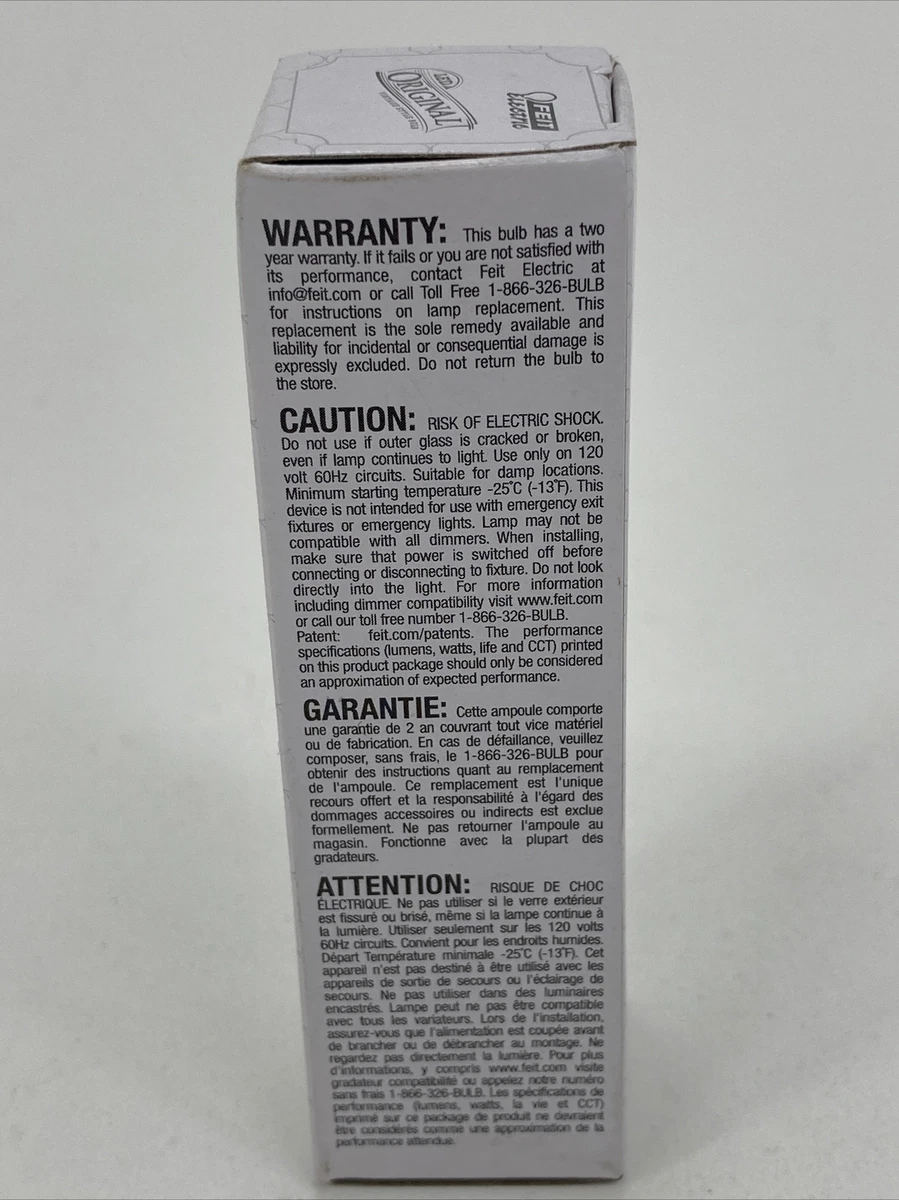 LED
ORIGINAL
FEIT
electric
WARRANTY: This bulb has a two
year warranty. If it fails or you are not satisfied with
its performance, contact Feit Electric at
info@feit.com or call Toll Free 1-866-326-BULB
for instructions on lamp replacement. This
replacement is the sole remedy available and
liability for incidental or consequential damage is
expressly excluded. Do not return the bulb to
the store.
CAUTION: RISK OF ELECTRIC SHOCK.
Do not use if outer glass is cracked or broken,
even if lamp continues to light. Use only on 120
volt 60Hz circuits. Suitable for damp locations.
Minimum starting temperature -25°C (-13°F). This
device is not intended for use with emergency exit
fixtures or emergency lights. Lamp may not be
compatible with all dimmers. When installing,
make sure that power is switched off before
connecting or disconnecting to fixture. Do not look
directly into the light. For more information
including dimmer compatibility visit www.feit.com
or call our toll free number 1-866-326-BULB.
Patent: feit.com/patents. The performance
specifications (lumens, watts, life and CCT) printed
on this product package should only be considered
an approximation of expected performance.
GARANTIE: Cette ampoule comporte
une garantie de 2 an couvrant tout vice matériel
ou de fabrication. En cas de défaillance, veuillez
composer, sans frais, le 1-866-326-BULB pour
obtenir des instructions quant au remplacement
de l'ampoule. Ce remplacement est l'unique
recours offert et la responsabilité à l'égard des
dommages accessoires ou indirects est exclue
formellement. Ne pas retourner l'ampoule au
magasin. Fonctionne avec la plupart des
gradateurs.
ATTENTION: RISQUE DE CHOC
ÉLECTRIQUE. Ne pas utiliser si le verre extérieur
est fissuré ou brisé, même si la lampe continue à
la lumière. Utiliser seulement sur les 120 volts
60Hz circuits. Convient pour les endroits humides.
Départ Température minimale -25°C (-13°F). Cet
appareil n'est pas destiné à être utilisé avec les
appareils de sortie de secours ou l'éclairage de
secours. Ne pas utiliser dans des luminaires
encastrés. Lampe peut ne pas être compatible
avec tous les variateurs. Lors de l'installation,
assurez-vous que l'alimentation est coupée avant
de brancher ou de débrancher au montage. Ne
regardez pas directement la lumière. Pour plus
d'informations, y compris www.feit.com visite
gradateur compatibilité ou appelez notre numéro
sans frais 1-866-326-BULB. Les spécifications de
performance (lumens, watts, la vie et CCT)
imprimé sur ce package de produit ne devraient
être considérés comme une approximation de la
performance attendue.